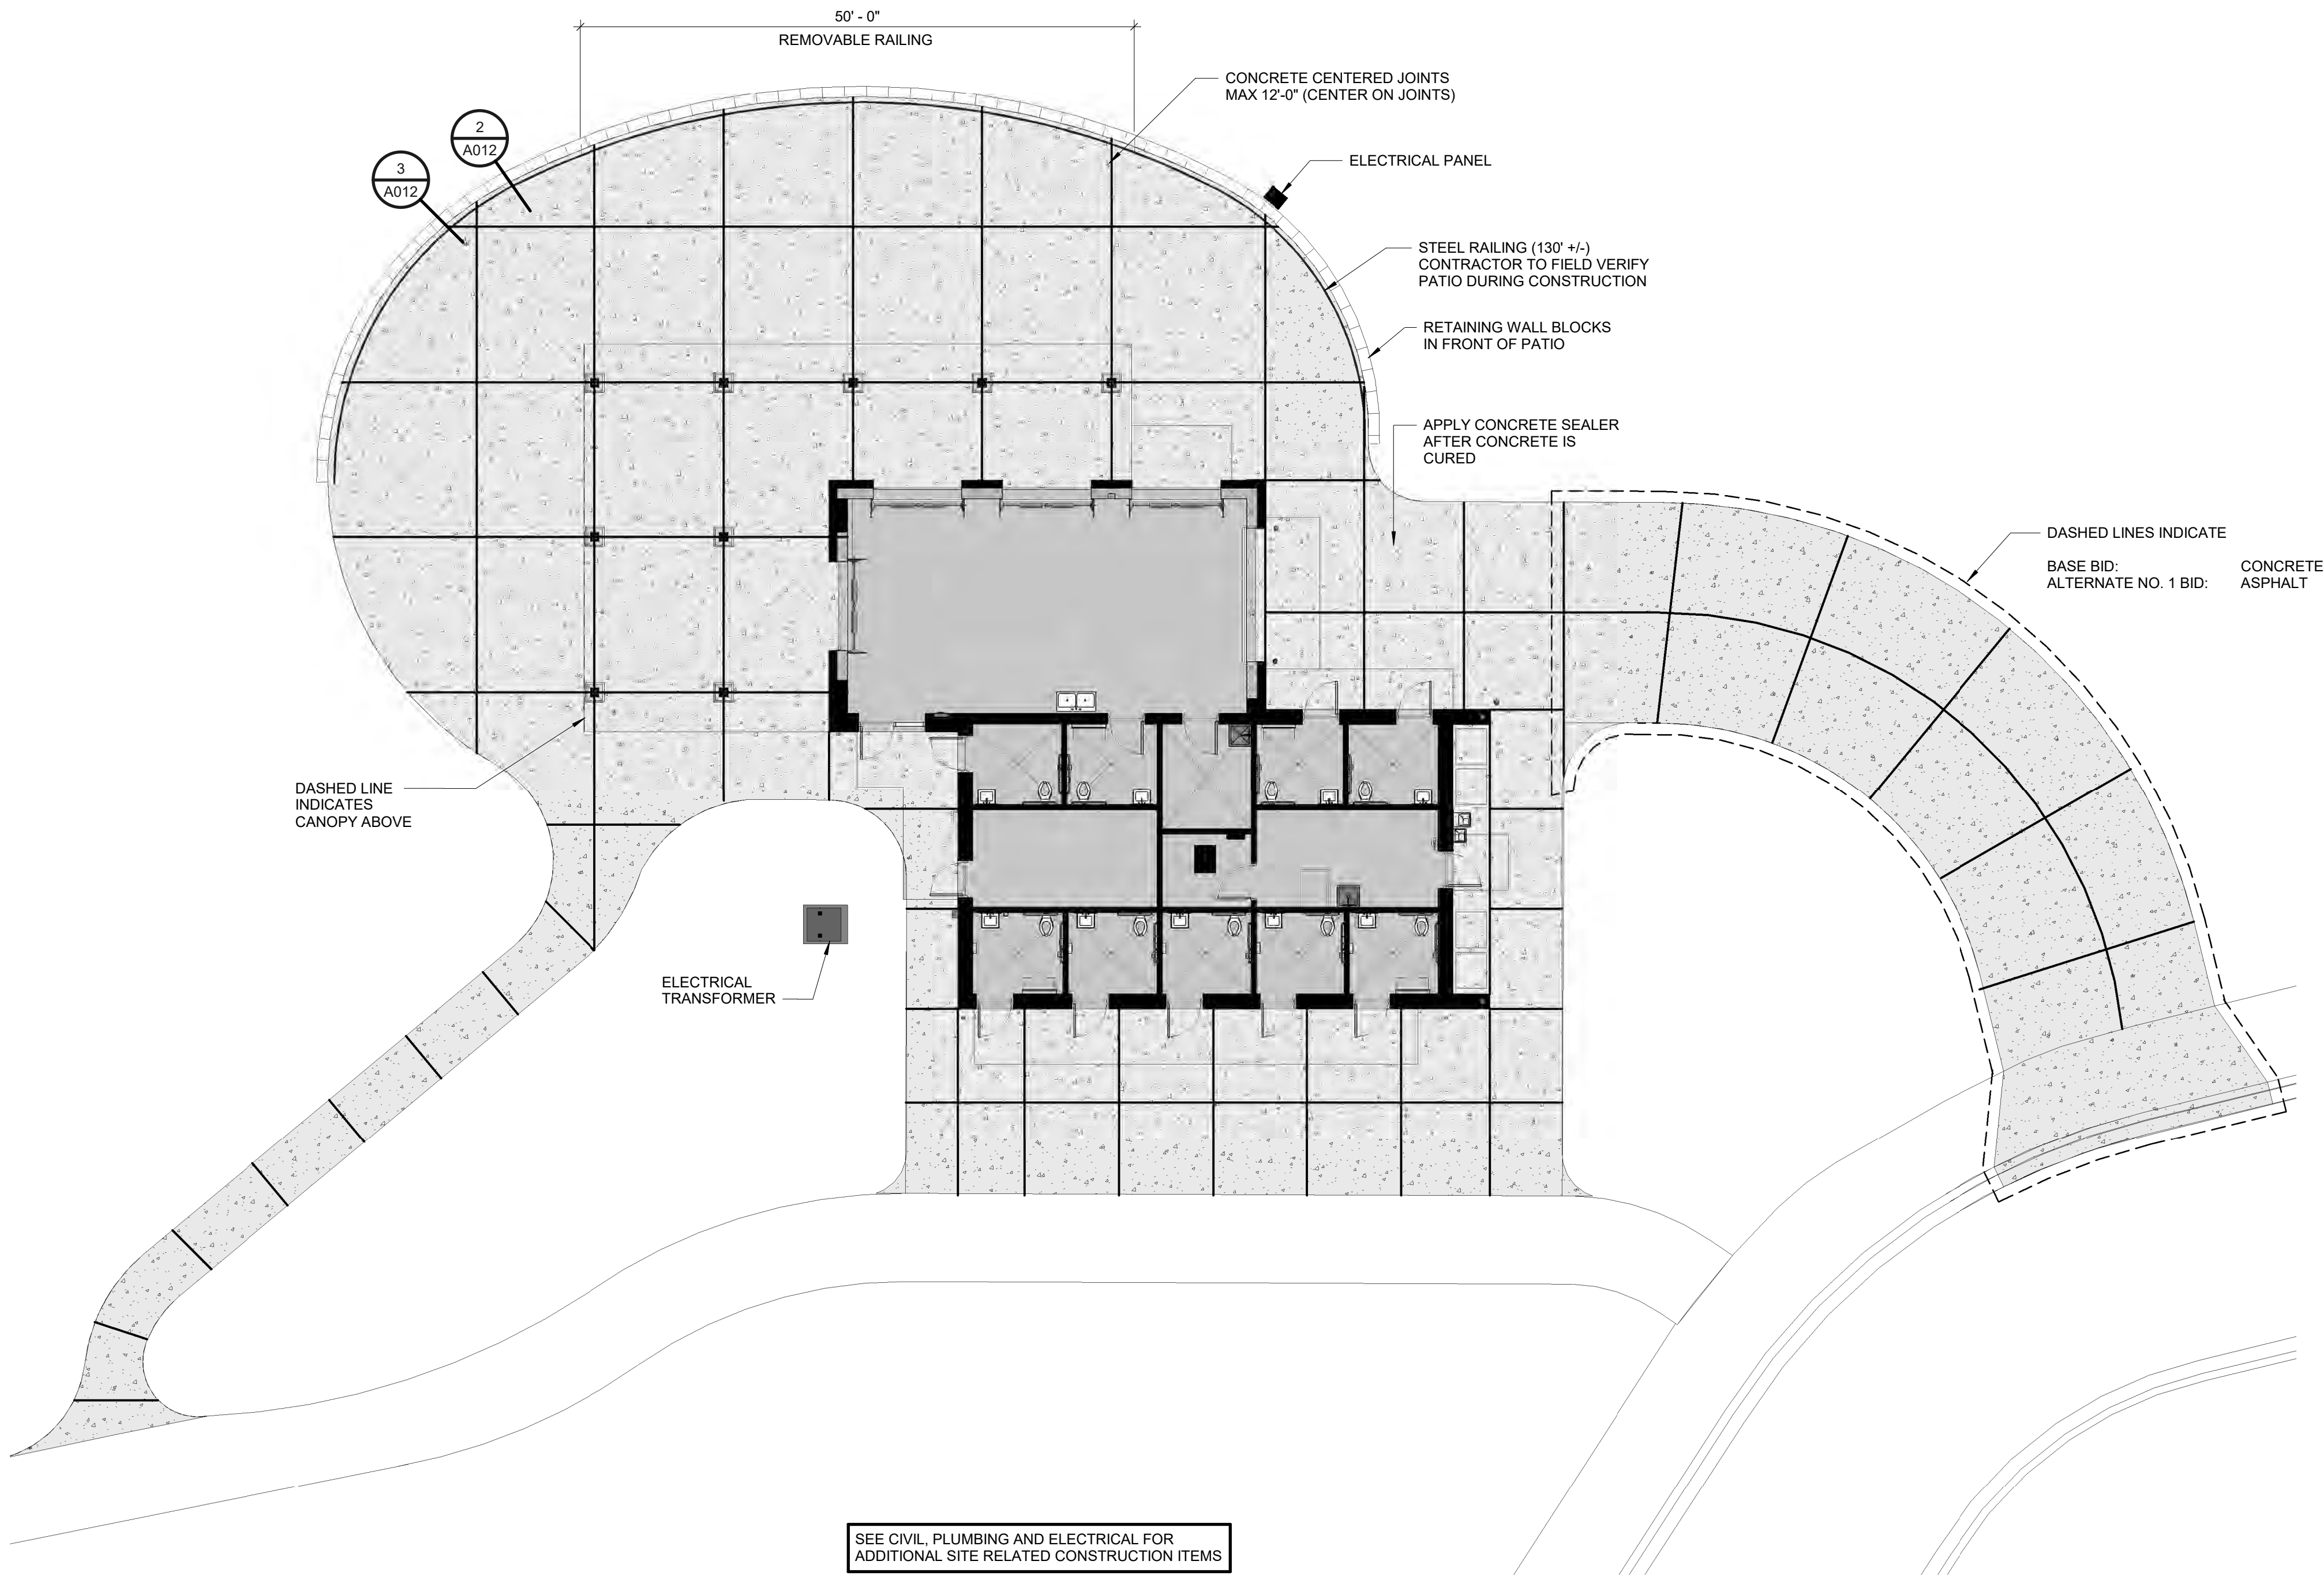 50' - 0"
REMOVABLE RAILING
CONCRETE CENTERED JOINTS
MAX 12'-0" (CENTER ON JOINTS)
2
A012
3
A012
ELECTRICAL PANEL
STEEL RAILING (130' +/-)
CONTRACTOR TO FIELD VERIFY
PATIO DURING CONSTRUCTION
RETAINING WALL BLOCKS
IN FRONT OF PATIO
APPLY CONCRETE SEALER
AFTER CONCRETE IS
CURED
DASHED LINES INDICATE
BASE BID: CONCRETE
ALTERNATE NO. 1 BID: ASPHALT
DASHED LINE
INDICATES
CANOPY ABOVE
ELECTRICAL
TRANSFORMER
SEE CIVIL, PLUMBING AND ELECTRICAL FOR
ADDITIONAL SITE RELATED CONSTRUCTION ITEMS